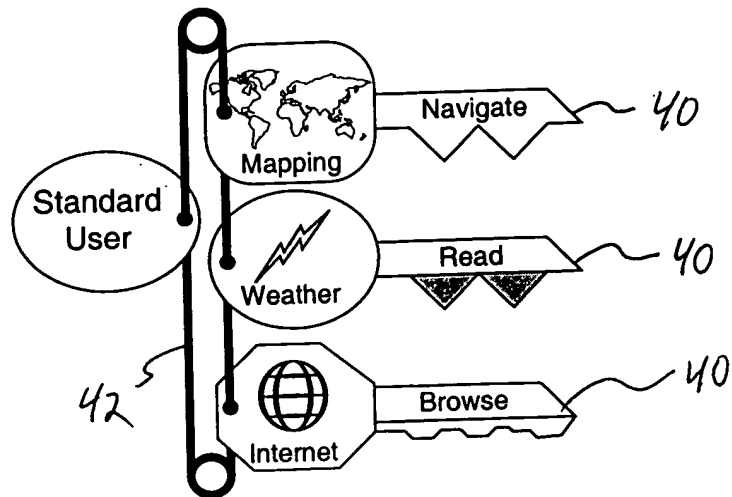 Navigate
40
Mapping
Standard
User
Read
40
Weather
Browse
40
42
Internet